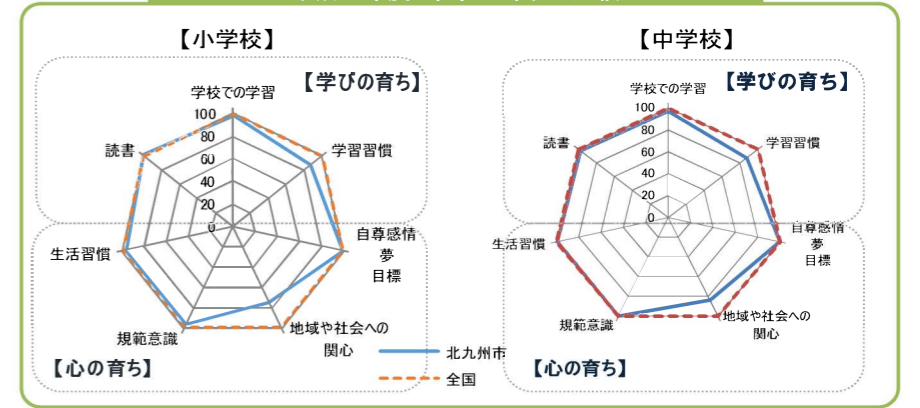 【小学校】
【学びの育ち】
学校での学習
100
80
60
40
20
0
読書
学習習慣
自尊感情
夢
目標
生活習慣
規範意識
地域や社会への
関心
【心の育ち】
北九州市
全国
【中学校】
【学びの育ち】
学校での学習
100
80
60
40
20
0
読書
学習習慣
自尊感情
夢
目標
生活習慣
規範意識
地域や社会への
関心
【心の育ち】